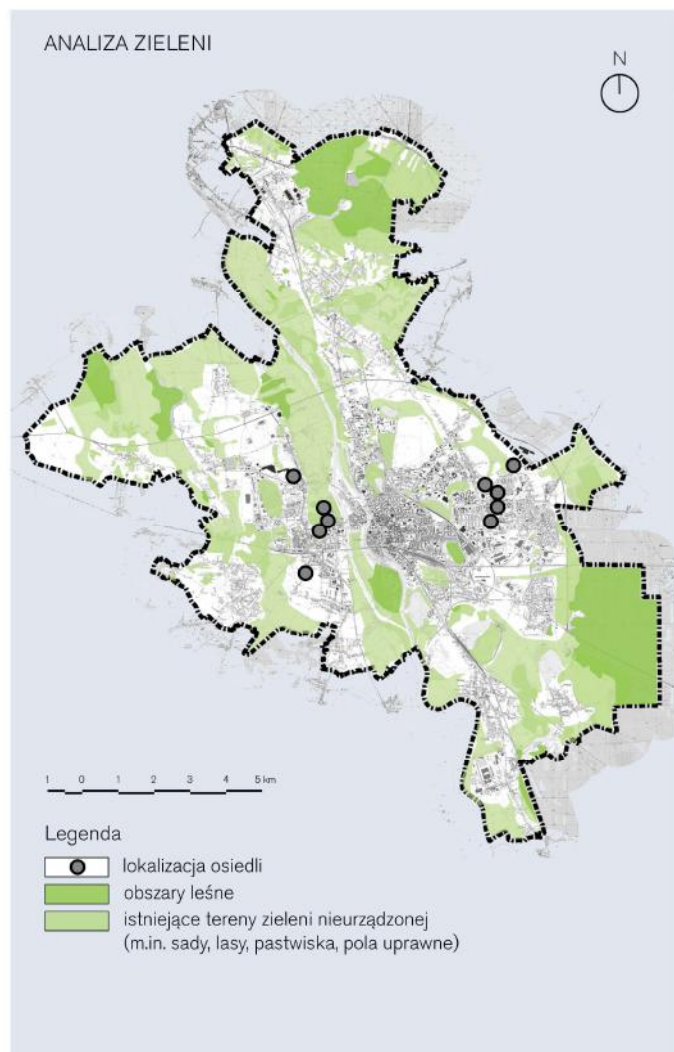 ANALIZA ZIELENI
N
1 0 1 2 3 4 5 km
Legenda
lokalizacja osiedli
obszary leśne
istniejące tereny zieleni nieurządzonej
(m.in. sady, lasy, pastwiska, pola uprawne)